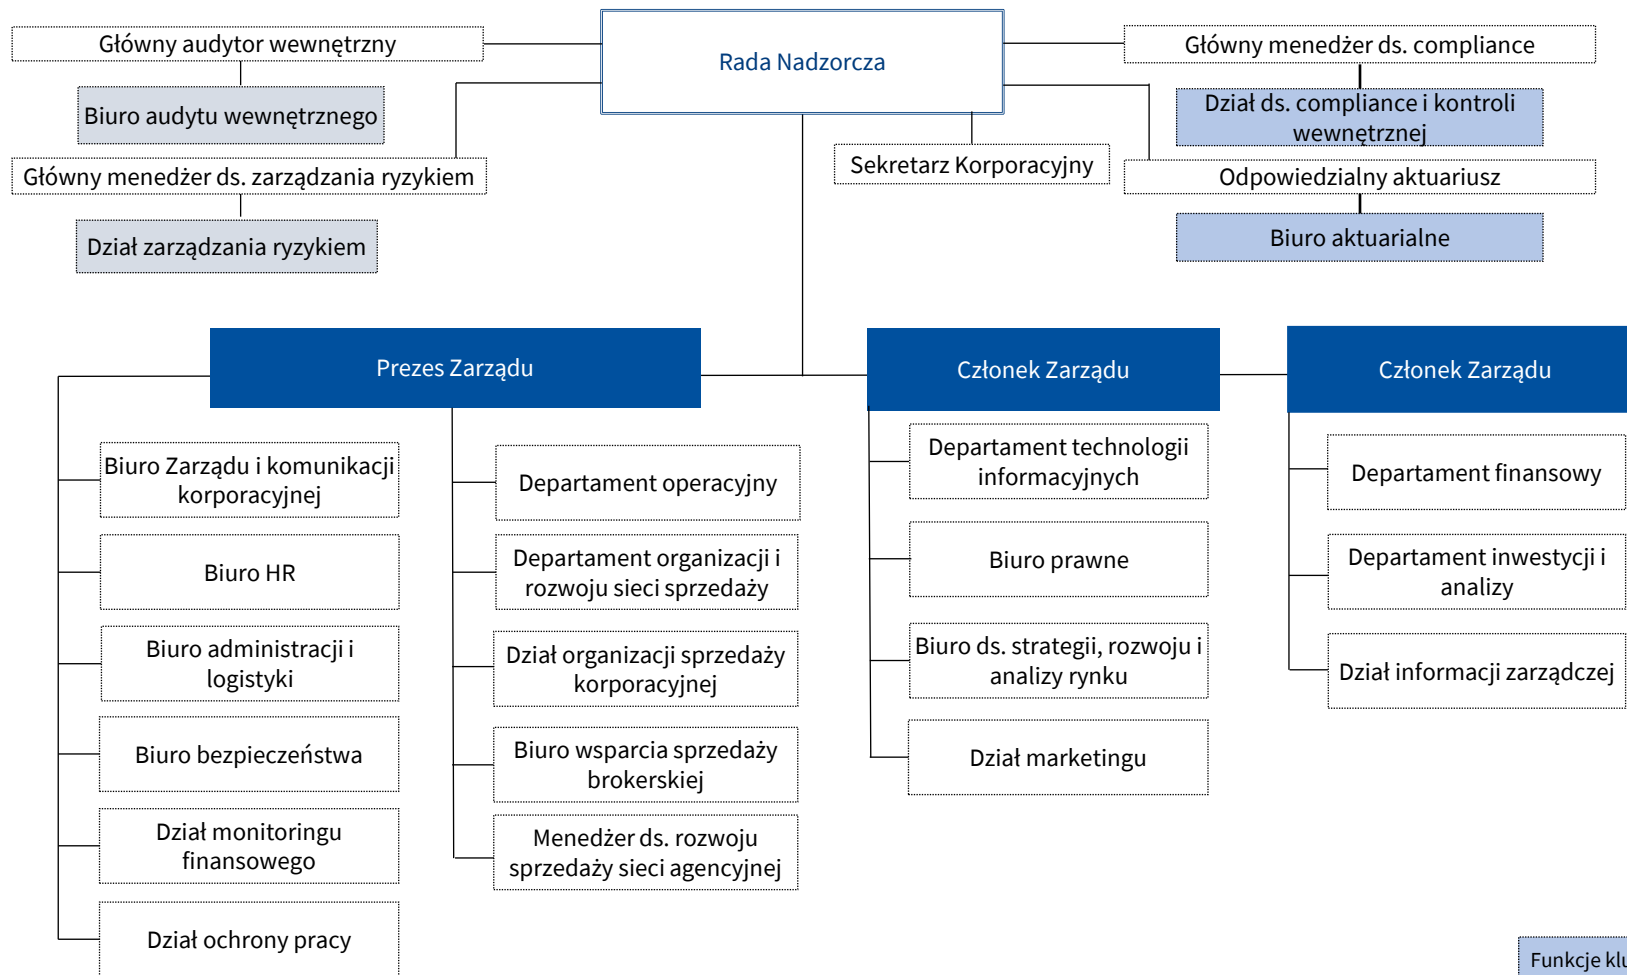 Główny audytor wewnętrzny
Biuro audytu wewnętrznego
Główny menedżer ds. zarządzania ryzykiem
Dział zarządzania ryzykiem
Rada Nadzorcza
Sekretarz Korporacyjny
Główny menedżer ds. compliance
Dział ds. compliance i kontroli
wewnętrznej
Odpowiedzialny aktuariusz
Biuro aktuarialne
Prezes Zarządu
Biuro Zarządu i komunikacji
korporacyjnej
Biuro HR
Biuro administracji i
logistyki
Biuro bezpieczeństwa
Dział monitoringu
finansowego
Dział ochrony pracy
Departament operacyjny
Departament organizacji i
rozwoju sieci sprzedaży
Dział organizacji sprzedaży
korporacyjnej
Biuro wsparcia sprzedaży
brokerskiej
Menedżer ds. rozwoju
sprzedaży sieci agencyjnej
Członek Zarządu
Departament technologii
informacyjnych
Biuro prawne
Biuro ds. strategii, rozwoju i
analizy rynku
Dział marketingu
Członek Zarządu
Departament finansowy
Departament inwestycji i
analizy
Dział informacji zarządczej
Funkcje